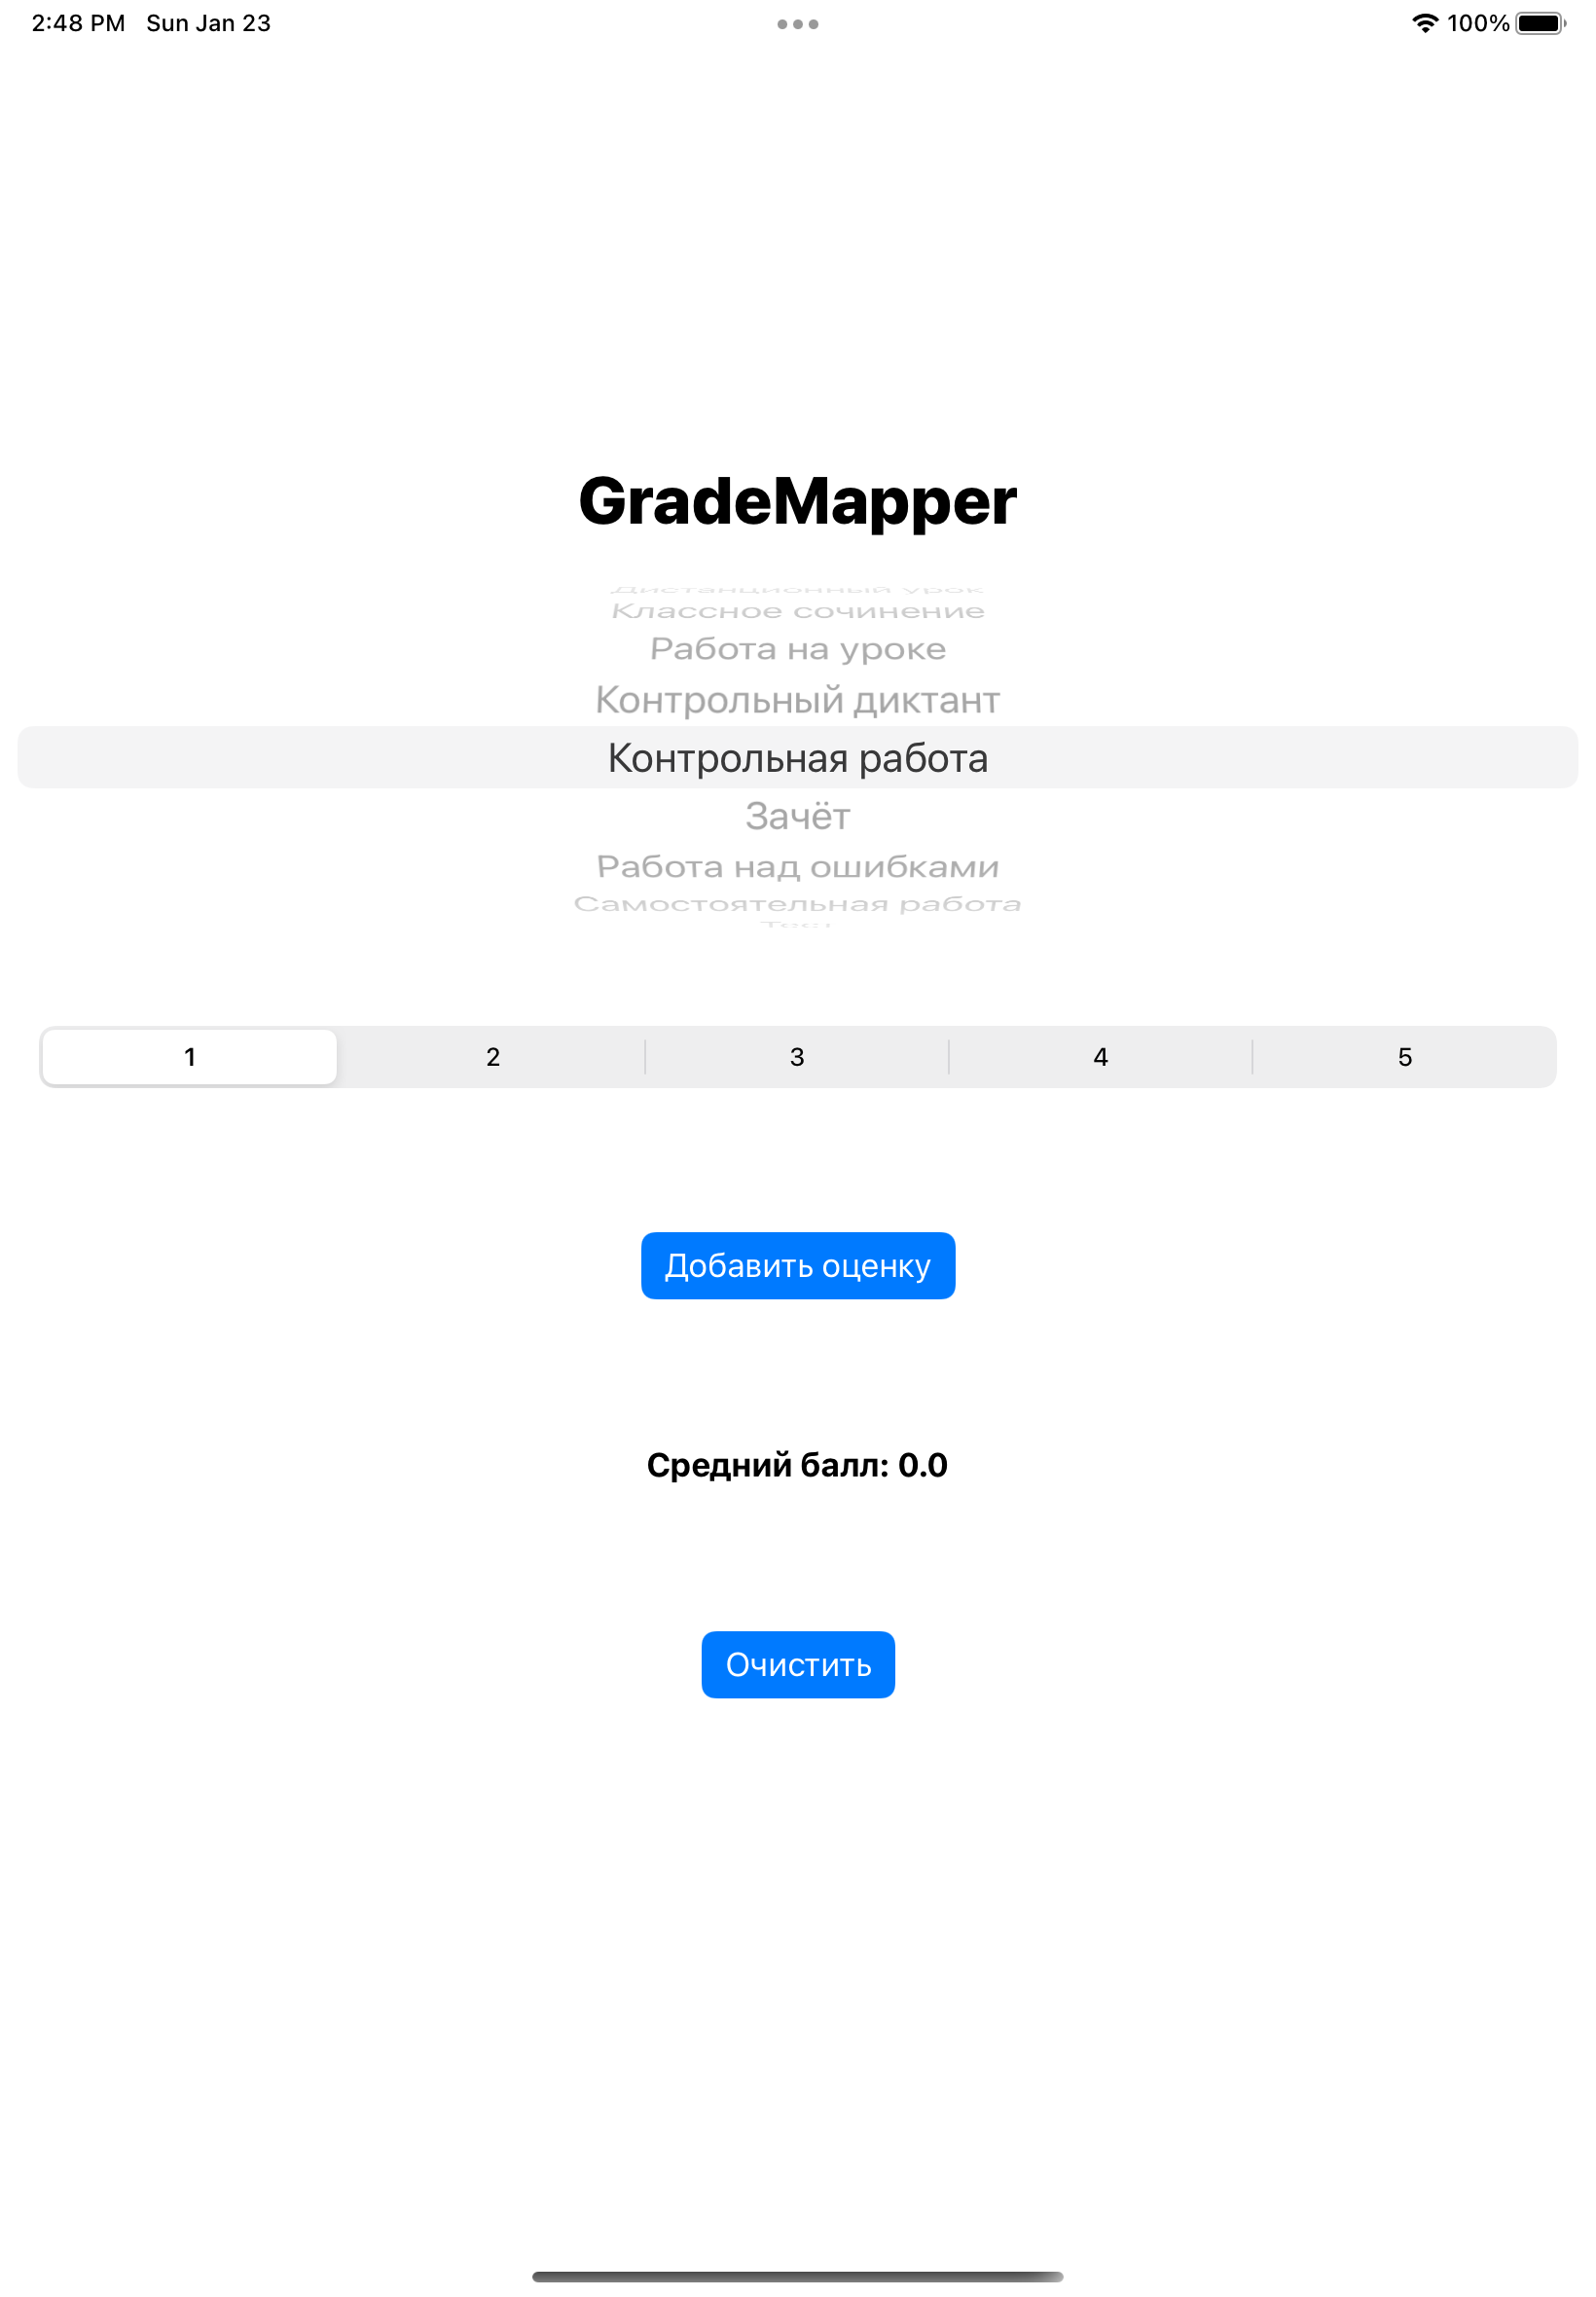 2:48 PM Sun Jan 23
100%
GradeMapper
Дистанционный урок
Классное сочинение
Работа на уроке
Контрольный диктант
Контрольная работа
Зачёт
Работа над ошибками
Самостоятельная работа
Тест
1 2 3 4 5
Добавить оценку
Средний балл: 0.0
Очистить